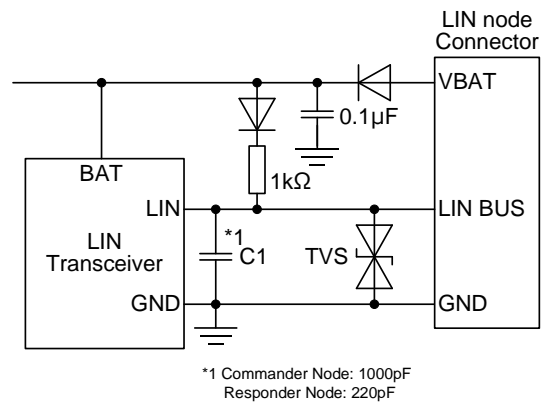 LIN node
Connector
VBAT
0.1µF
BAT
1kΩ
LIN
LIN BUS
*1
C1
TVS
LIN
Transceiver
GND
GND
*1 Commander Node: 1000pF
Responder Node: 220pF